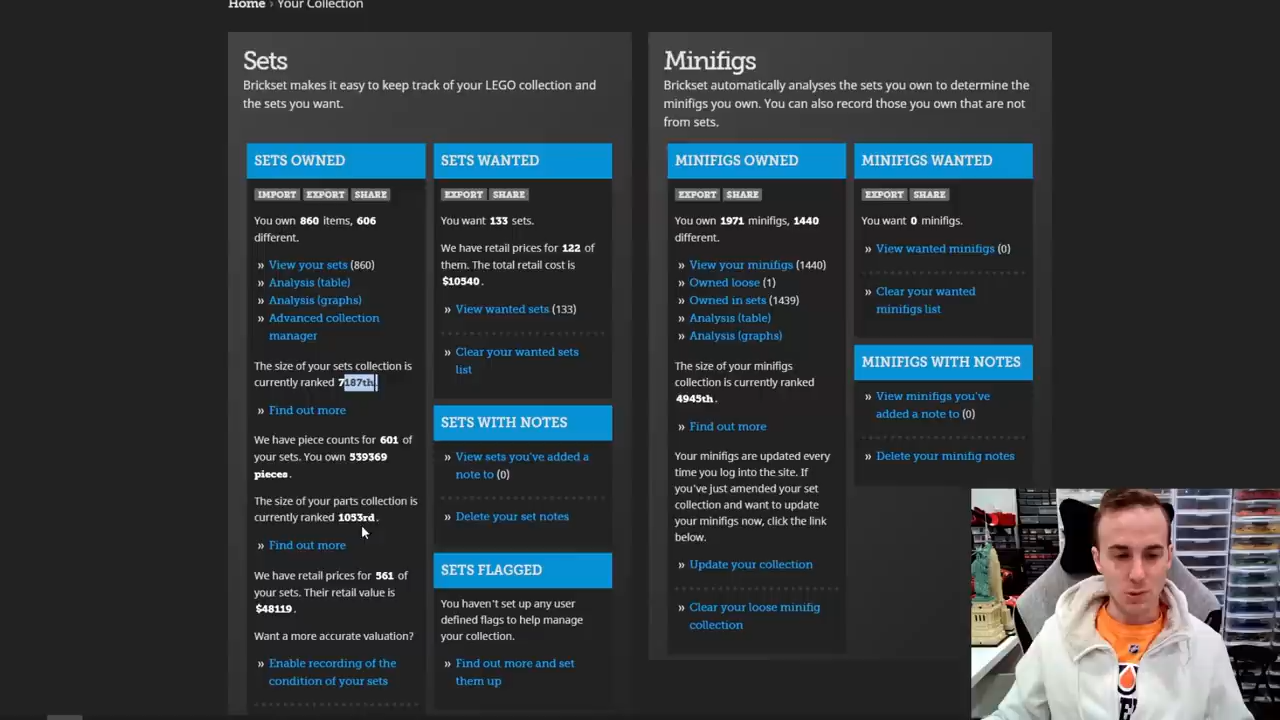 Home › Your Collection
Sets
Brickset makes it easy to keep track of your LEGO collection and
the sets you want.
SETS OWNED
IMPORT EXPORT SHARE
You own 860 items, 606
different.
» View your sets (860)
» Analysis (table)
» Analysis (graphs)
» Advanced collection
manager
The size of your sets collection is
currently ranked 7187th.
» Find out more
We have piece counts for 601 of
your sets. You own 539369
pieces.
The size of your parts collection is
currently ranked 1053rd.
» Find out more
We have retail prices for 561 of
your sets. Their retail value is
$48119.
Want a more accurate valuation?
» Enable recording of the
condition of your sets
SETS WANTED
EXPORT SHARE
You want 133 sets.
We have retail prices for 122 of
them. The total retail cost is
$10540.
» View wanted sets (133)
» Clear your wanted sets
list
SETS WITH NOTES
» View sets you've added a
note to (0)
» Delete your set notes
SETS FLAGGED
You haven't set up any user
defined flags to help manage
your collection.
» Find out more and set
them up
Minifigs
Brickset automatically analyses the sets you own to determine the
minifigs you own. You can also record those you own that are not
from sets.
MINIFIGS OWNED
EXPORT SHARE
You own 1971 minifigs, 1440
different.
» View your minifigs (1440)
» Owned loose (1)
» Owned in sets (1439)
» Analysis (table)
» Analysis (graphs)
The size of your minifigs
collection is currently ranked
4945th.
» Find out more
Your minifigs are updated every
time you log into the site. If
you've just amended your set
collection and want to update
your minifigs now, click the link
below.
» Update your collection
» Clear your loose minifig
collection
MINIFIGS WANTED
EXPORT SHARE
You want 0 minifigs.
» View wanted minifigs (0)
» Clear your wanted
minifigs list
MINIFIGS WITH NOTES
» View minifigs you've
added a note to (0)
» Delete your minifig notes